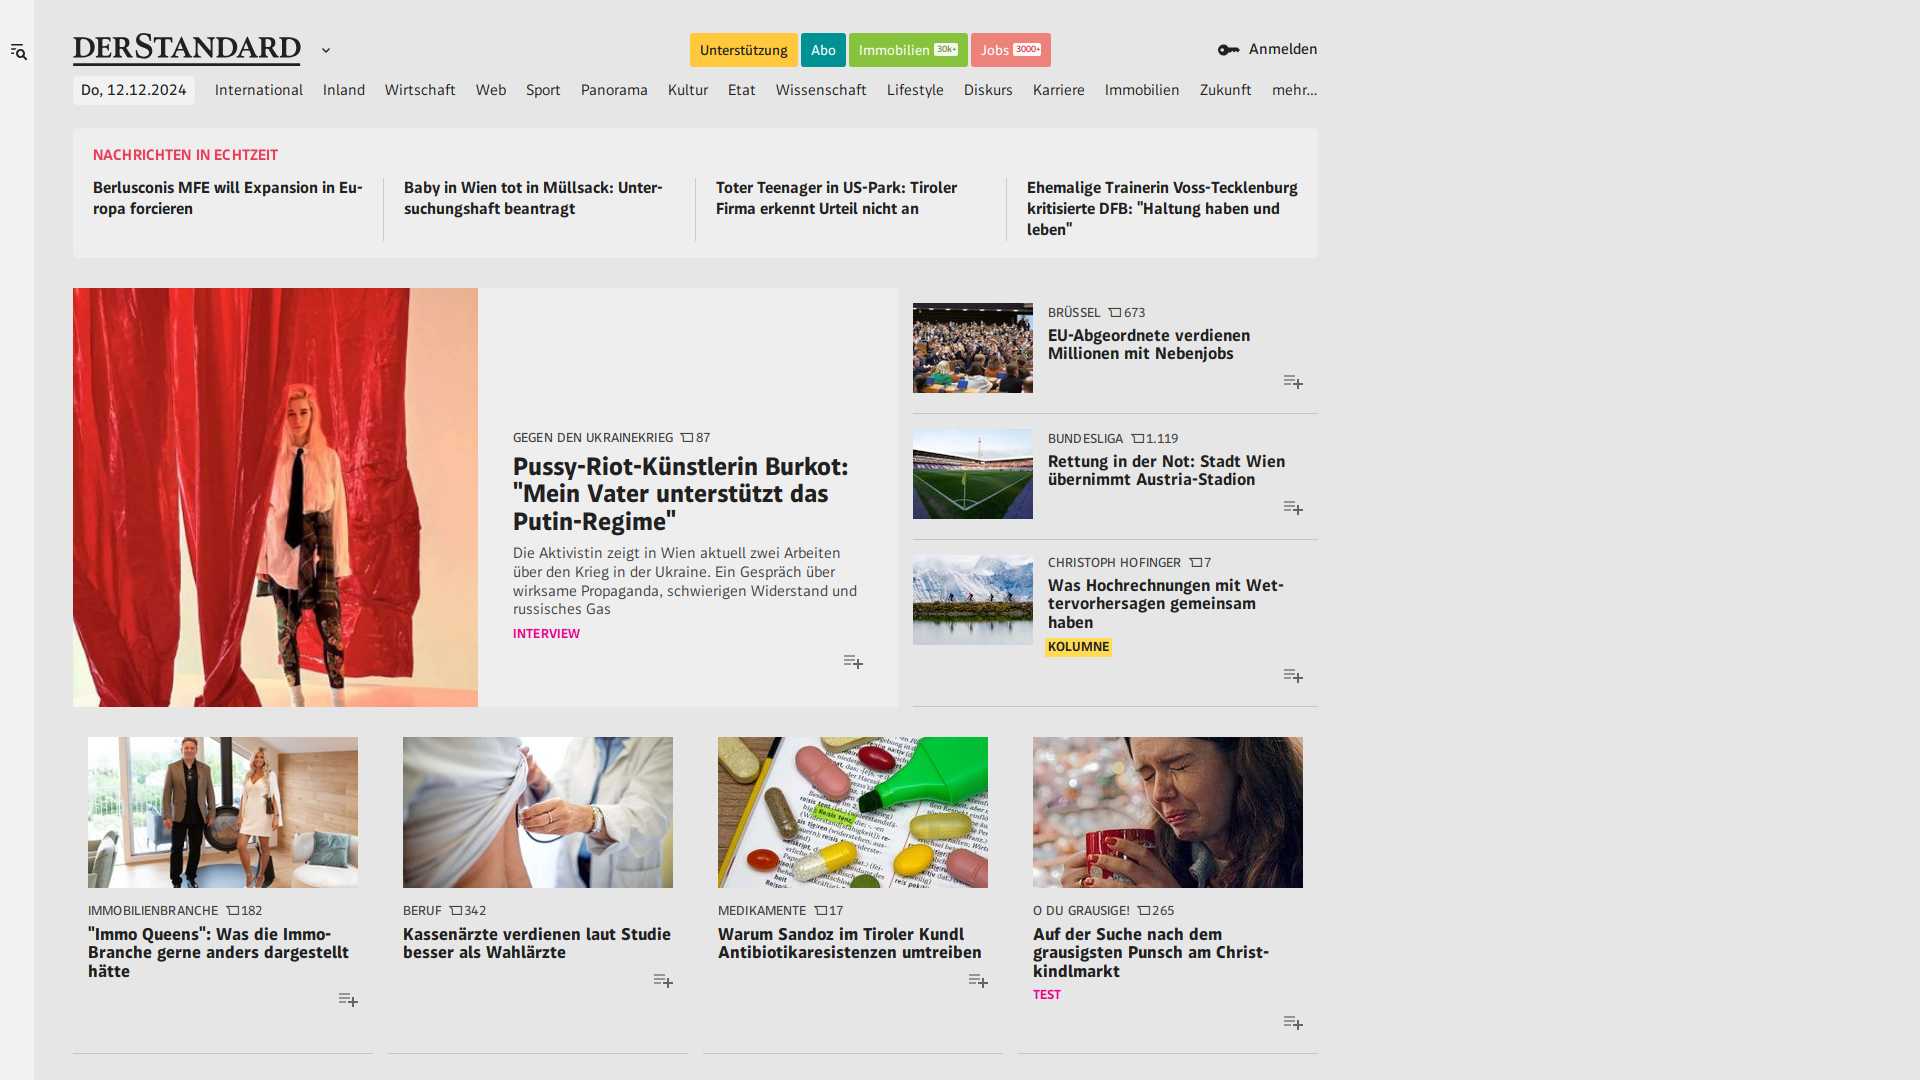 DERSTANDARD
Unterstützung
Abo
Immobilien 30k+
Jobs 3000+
Anmelden
Do, 12.12.2024
International
Inland
Wirtschaft
Web
Sport
Panorama
Kultur
Etat
Wissenschaft
Lifestyle
Diskurs
Karriere
Immobilien
Zukunft
mehr...
NACHRICHTEN IN ECHTZEIT
Berlusconis MFE will Expansion in Eu-
ropa forcieren
Baby in Wien tot in Müllsack: Unter-
suchungshaft beantragt
Toter Teenager in US-Park: Tiroler
Firma erkennt Urteil nicht an
Ehemalige Trainerin Voss-Tecklenburg
kritisierte DFB: "Haltung haben und
leben"
GEGEN DEN UKRAINEKRIEG 87
Pussy-Riot-Künstlerin Burkot:
"Mein Vater unterstützt das
Putin-Regime"
Die Aktivistin zeigt in Wien aktuell zwei Arbeiten
über den Krieg in der Ukraine. Ein Gespräch über
wirksame Propaganda, schwierigen Widerstand und
russisches Gas
INTERVIEW
BRÜSSEL 673
EU-Abgeordnete verdienen
Millionen mit Nebenjobs
BUNDESLIGA 1.119
Rettung in der Not: Stadt Wien
übernimmt Austria-Stadion
CHRISTOPH HOFINGER 7
Was Hochrechnungen mit Wet-
tervorhersagen gemeinsam
haben
KOLUMNE
IMMOBILIENBRANCHE 182
"Immo Queens": Was die Immo-
Branche gerne anders dargestellt
hätte
BERUF 342
Kassenärzte verdienen laut Studie
besser als Wahlärzte
MEDIKAMENTE 17
Warum Sandoz im Tiroler Kundl
Antibiotikaresistenzen umtreiben
O DU GRAUSIGE! 265
Auf der Suche nach dem
grausigsten Punsch am Christ-
kindlmarkt
TEST